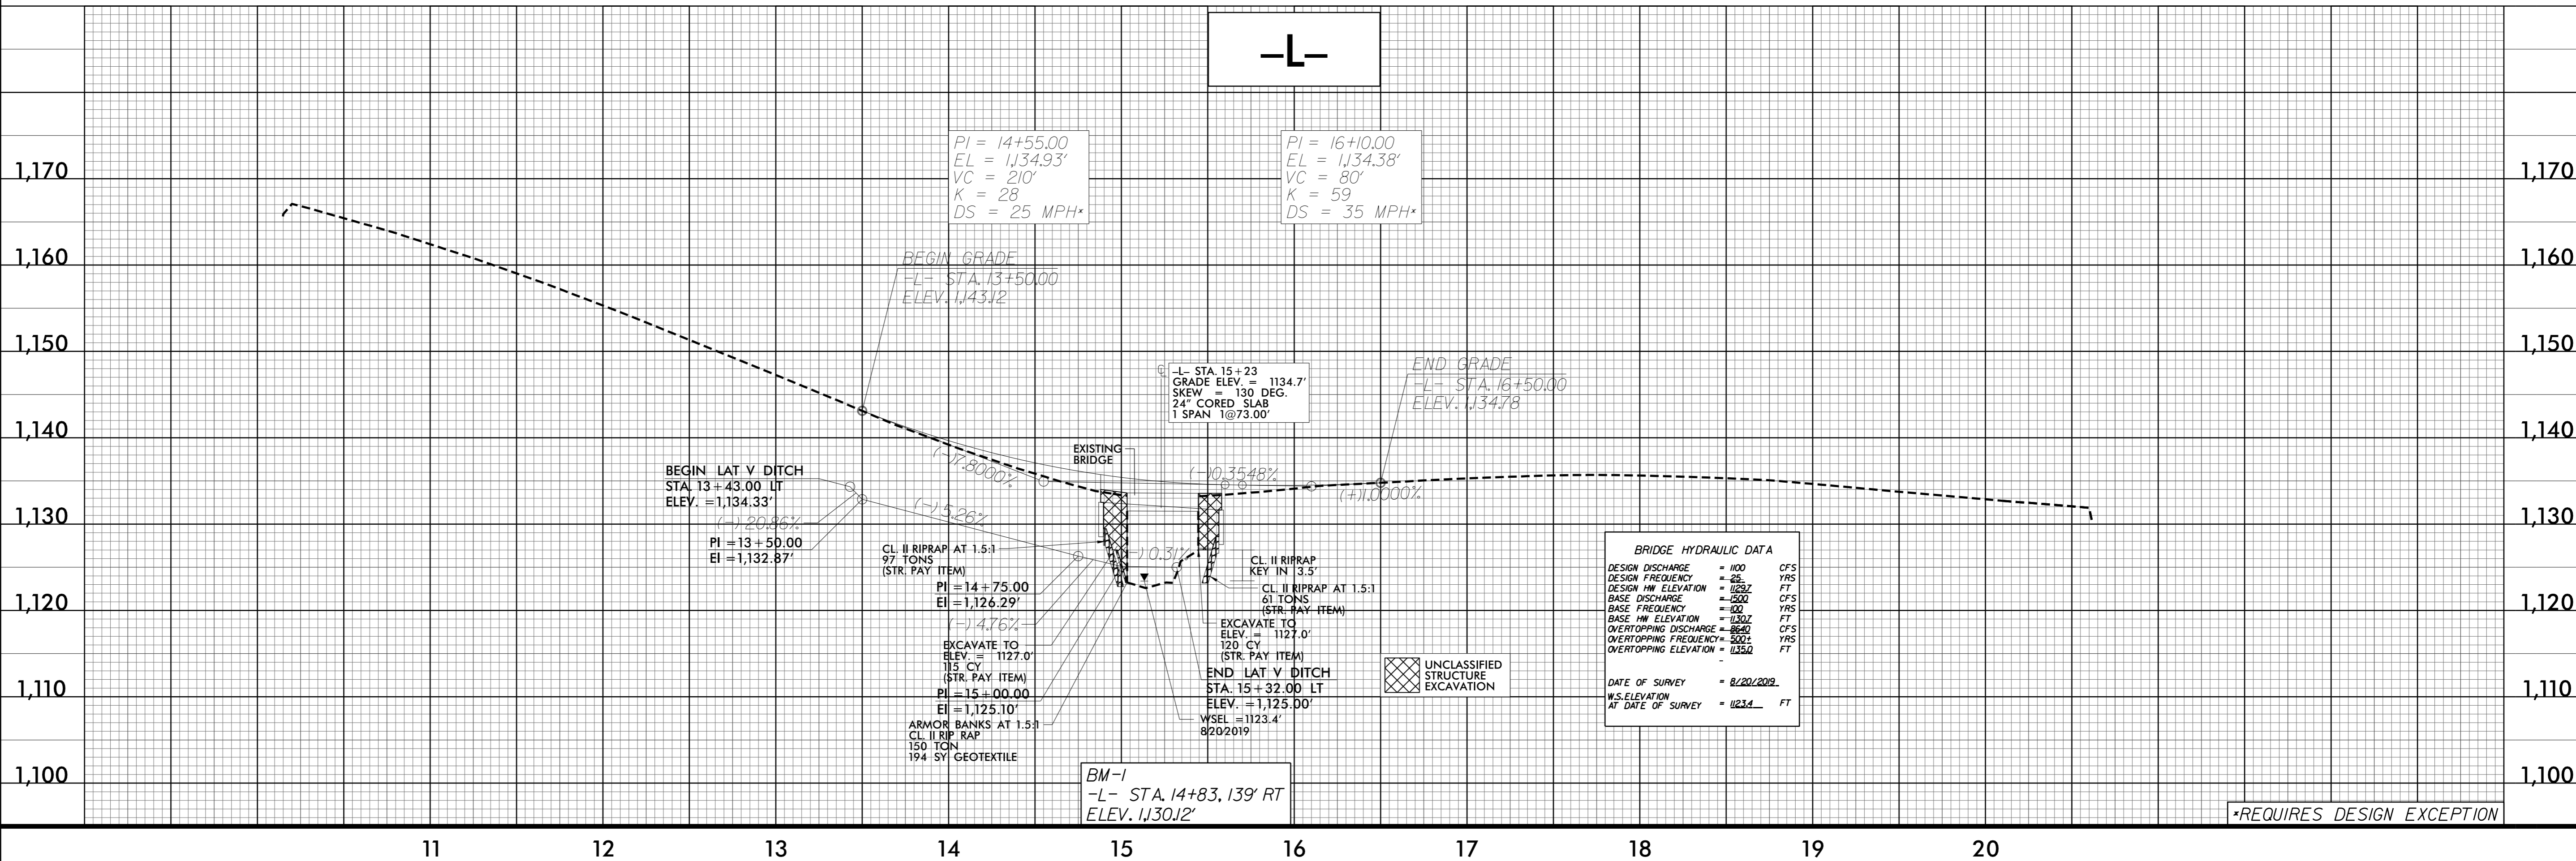 –L–
PI = 14+55.00
EL = 1,134.93'
VC = 210'
K = 28
DS = 25 MPH*
PI = 16+10.00
EL = 1,134.38'
VC = 80'
K = 59
DS = 35 MPH*
1,170
1,170
1,160
1,160
1,150
1,150
1,140
1,140
1,130
1,130
1,120
1,120
1,110
1,110
1,100
1,100
BEGIN GRADE
-L- STA. 13+50.00
ELEV. 1,143.12
–L– STA. 15+23
GRADE ELEV. = 1134.7'
SKEW = 130 DEG.
24" CORED SLAB
1 SPAN 1@73.00'
END GRADE
-L- STA. 16+50.00
ELEV. 1,134.78
EXISTING
BRIDGE
(-)7.8000%
(-)0.3548%
(+)1.0000%
BEGIN LAT V DITCH
STA. 13+43.00 LT
ELEV. =1,134.33'
(-) 20.86%
PI =13+50.00
El =1,132.87'
(-) 5.26%
CL. II RIPRAP AT 1.5:1
97 TONS
(STR. PAY ITEM)
PI =14+75.00
El =1,126.29'
(-) 4.76%
EXCAVATE TO
ELEV. = 1127.0'
115 CY
(STR. PAY ITEM)
PI =15+00.00
El =1,125.10'
ARMOR BANKS AT 1.5:1
CL. II RIP RAP
150 TON
194 SY GEOTEXTILE
(-) 0.31%
CL. II RIPRAP
KEY IN 3.5'
CL. II RIPRAP AT 1.5:1
61 TONS
(STR. PAY ITEM)
EXCAVATE TO
ELEV. = 1127.0'
120 CY
(STR. PAY ITEM)
END LAT V DITCH
STA. 15+32.00 LT
ELEV. =1,125.00'
WSEL =1123.4'
8202019
UNCLASSIFIED
STRUCTURE
EXCAVATION
BRIDGE HYDRAULIC DATA
DESIGN DISCHARGE = 1100 CFS
DESIGN FREQUENCY = 25 YRS
DESIGN HW ELEVATION = 1129.7 FT
BASE DISCHARGE = 1500 CFS
BASE FREQUENCY = 100 YRS
BASE HW ELEVATION = 1130.7 FT
OVERTOPPING DISCHARGE = 8640 CFS
OVERTOPPING FREQUENCY = 500+ YRS
OVERTOPPING ELEVATION = 1135.0 FT
DATE OF SURVEY = 8/20/2019
W.S.ELEVATION
AT DATE OF SURVEY = 1123.4 FT
BM-1
-L- STA. 14+83, 139' RT
ELEV. 1,130.12'
*REQUIRES DESIGN EXCEPTION
11 12 13 14 15 16 17 18 19 20